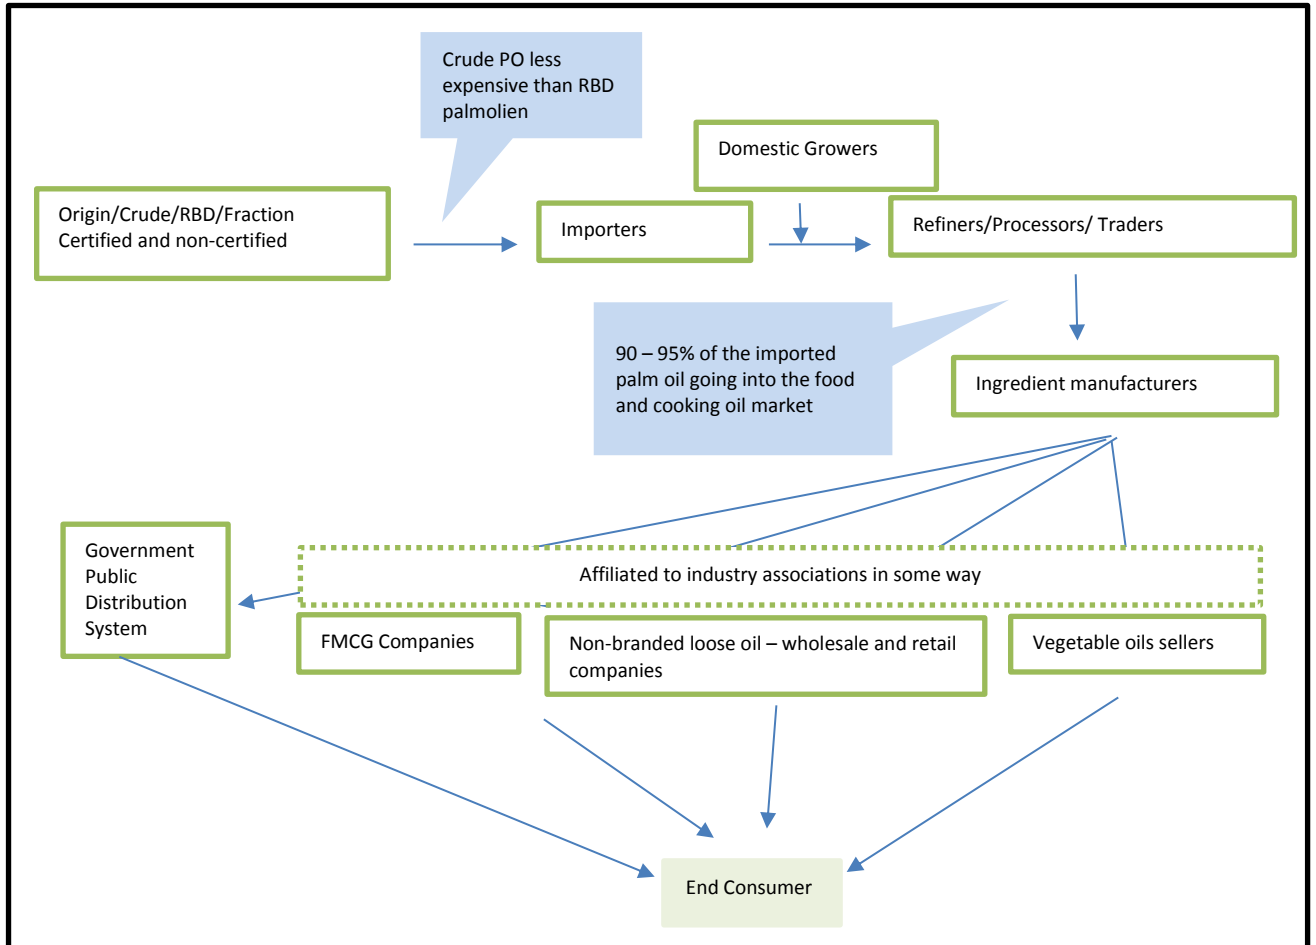 Crude PO less
expensive than RBD
palmolien
Domestic Growers
Origin/Crude/RBD/Fraction
Certified and non-certified
Importers
Refiners/Processors/ Traders
90 – 95% of the imported
palm oil going into the food
and cooking oil market
Ingredient manufacturers
Government
Public
Distribution
System
Affiliated to industry associations in some way
FMCG Companies
Non-branded loose oil – wholesale and retail
companies
Vegetable oils sellers
End Consumer